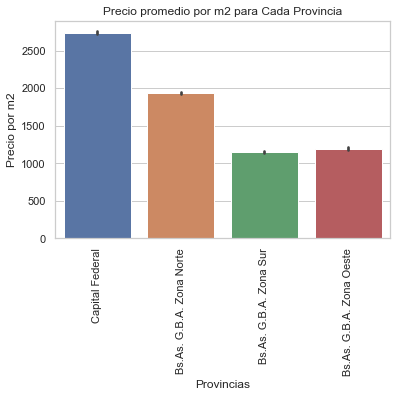 Precio promedio por m2 para Cada Provincia
Precio por m2
2500
2000
1500
1000
500
0
Capital Federal
Bs.As. G.B.A. Zona Norte
Bs.As. G.B.A. Zona Sur
Bs.As. G.B.A. Zona Oeste
Provincias